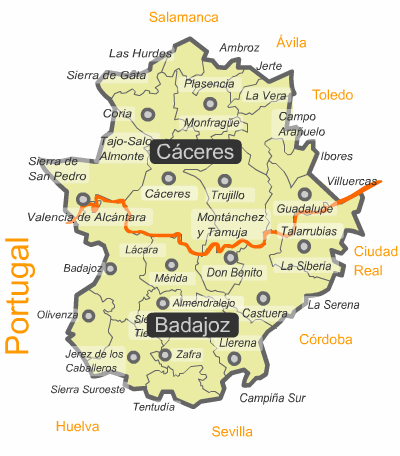 Salamanca
Las Hurdes
Ambroz
Ávila
Sierra de Gata
Plasencia
Jerte
La Vera
Toledo
Coria
Monfragüe
Campo
Arañuelo
Tajo-Salo
Almonte
Cáceres
Ibores
Sierra de
San Pedro
Villuercas
Cáceres
Trujillo
Guadalupe
Valencia de Alcántara
Montánchez
y Tamuja
Talarrubias
Portugal
Lácara
Ciudad
Real
Badajoz
Mérida
Don Benito
La Siberia
Olivenza
Almendralejo
Castuera
La Serena
Badajoz
Jerez de los
Caballeros
Zafra
Llerena
Córdoba
Sierra Suroeste
Tentudía
Campiña Sur
Huelva
Sevilla